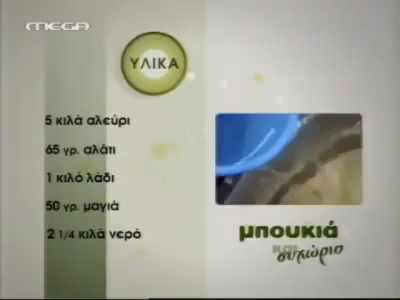 MEGA
ΥΛΙΚΑ
5 κιλά αλεύρι
65 γρ. αλάτι
1 κιλό λάδι
50 γρ. μαγιά
2 1/4 κιλά νερό
μπουκιά
και
συχώριο